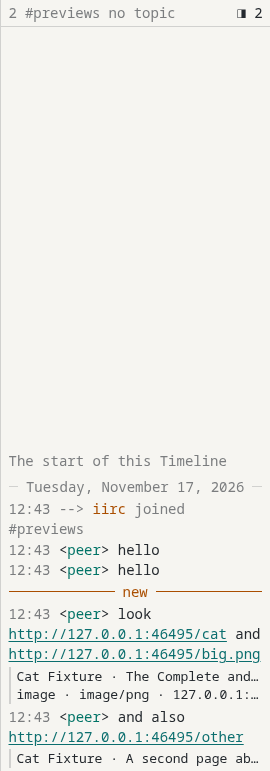 2 #previews no topic 2
The start of this Timeline
Tuesday, November 17, 2026
12:43 --> iirc joined
#previews
12:43 <peer> hello
12:43 <peer> hello
new
12:43 <peer> look
http://127.0.0.1:46495/cat and
http://127.0.0.1:46495/big.png
Cat Fixture · The Complete and…
image · image/png · 127.0.0.1:…
12:43 <peer> and also
http://127.0.0.1:46495/other
Cat Fixture · A second page ab…